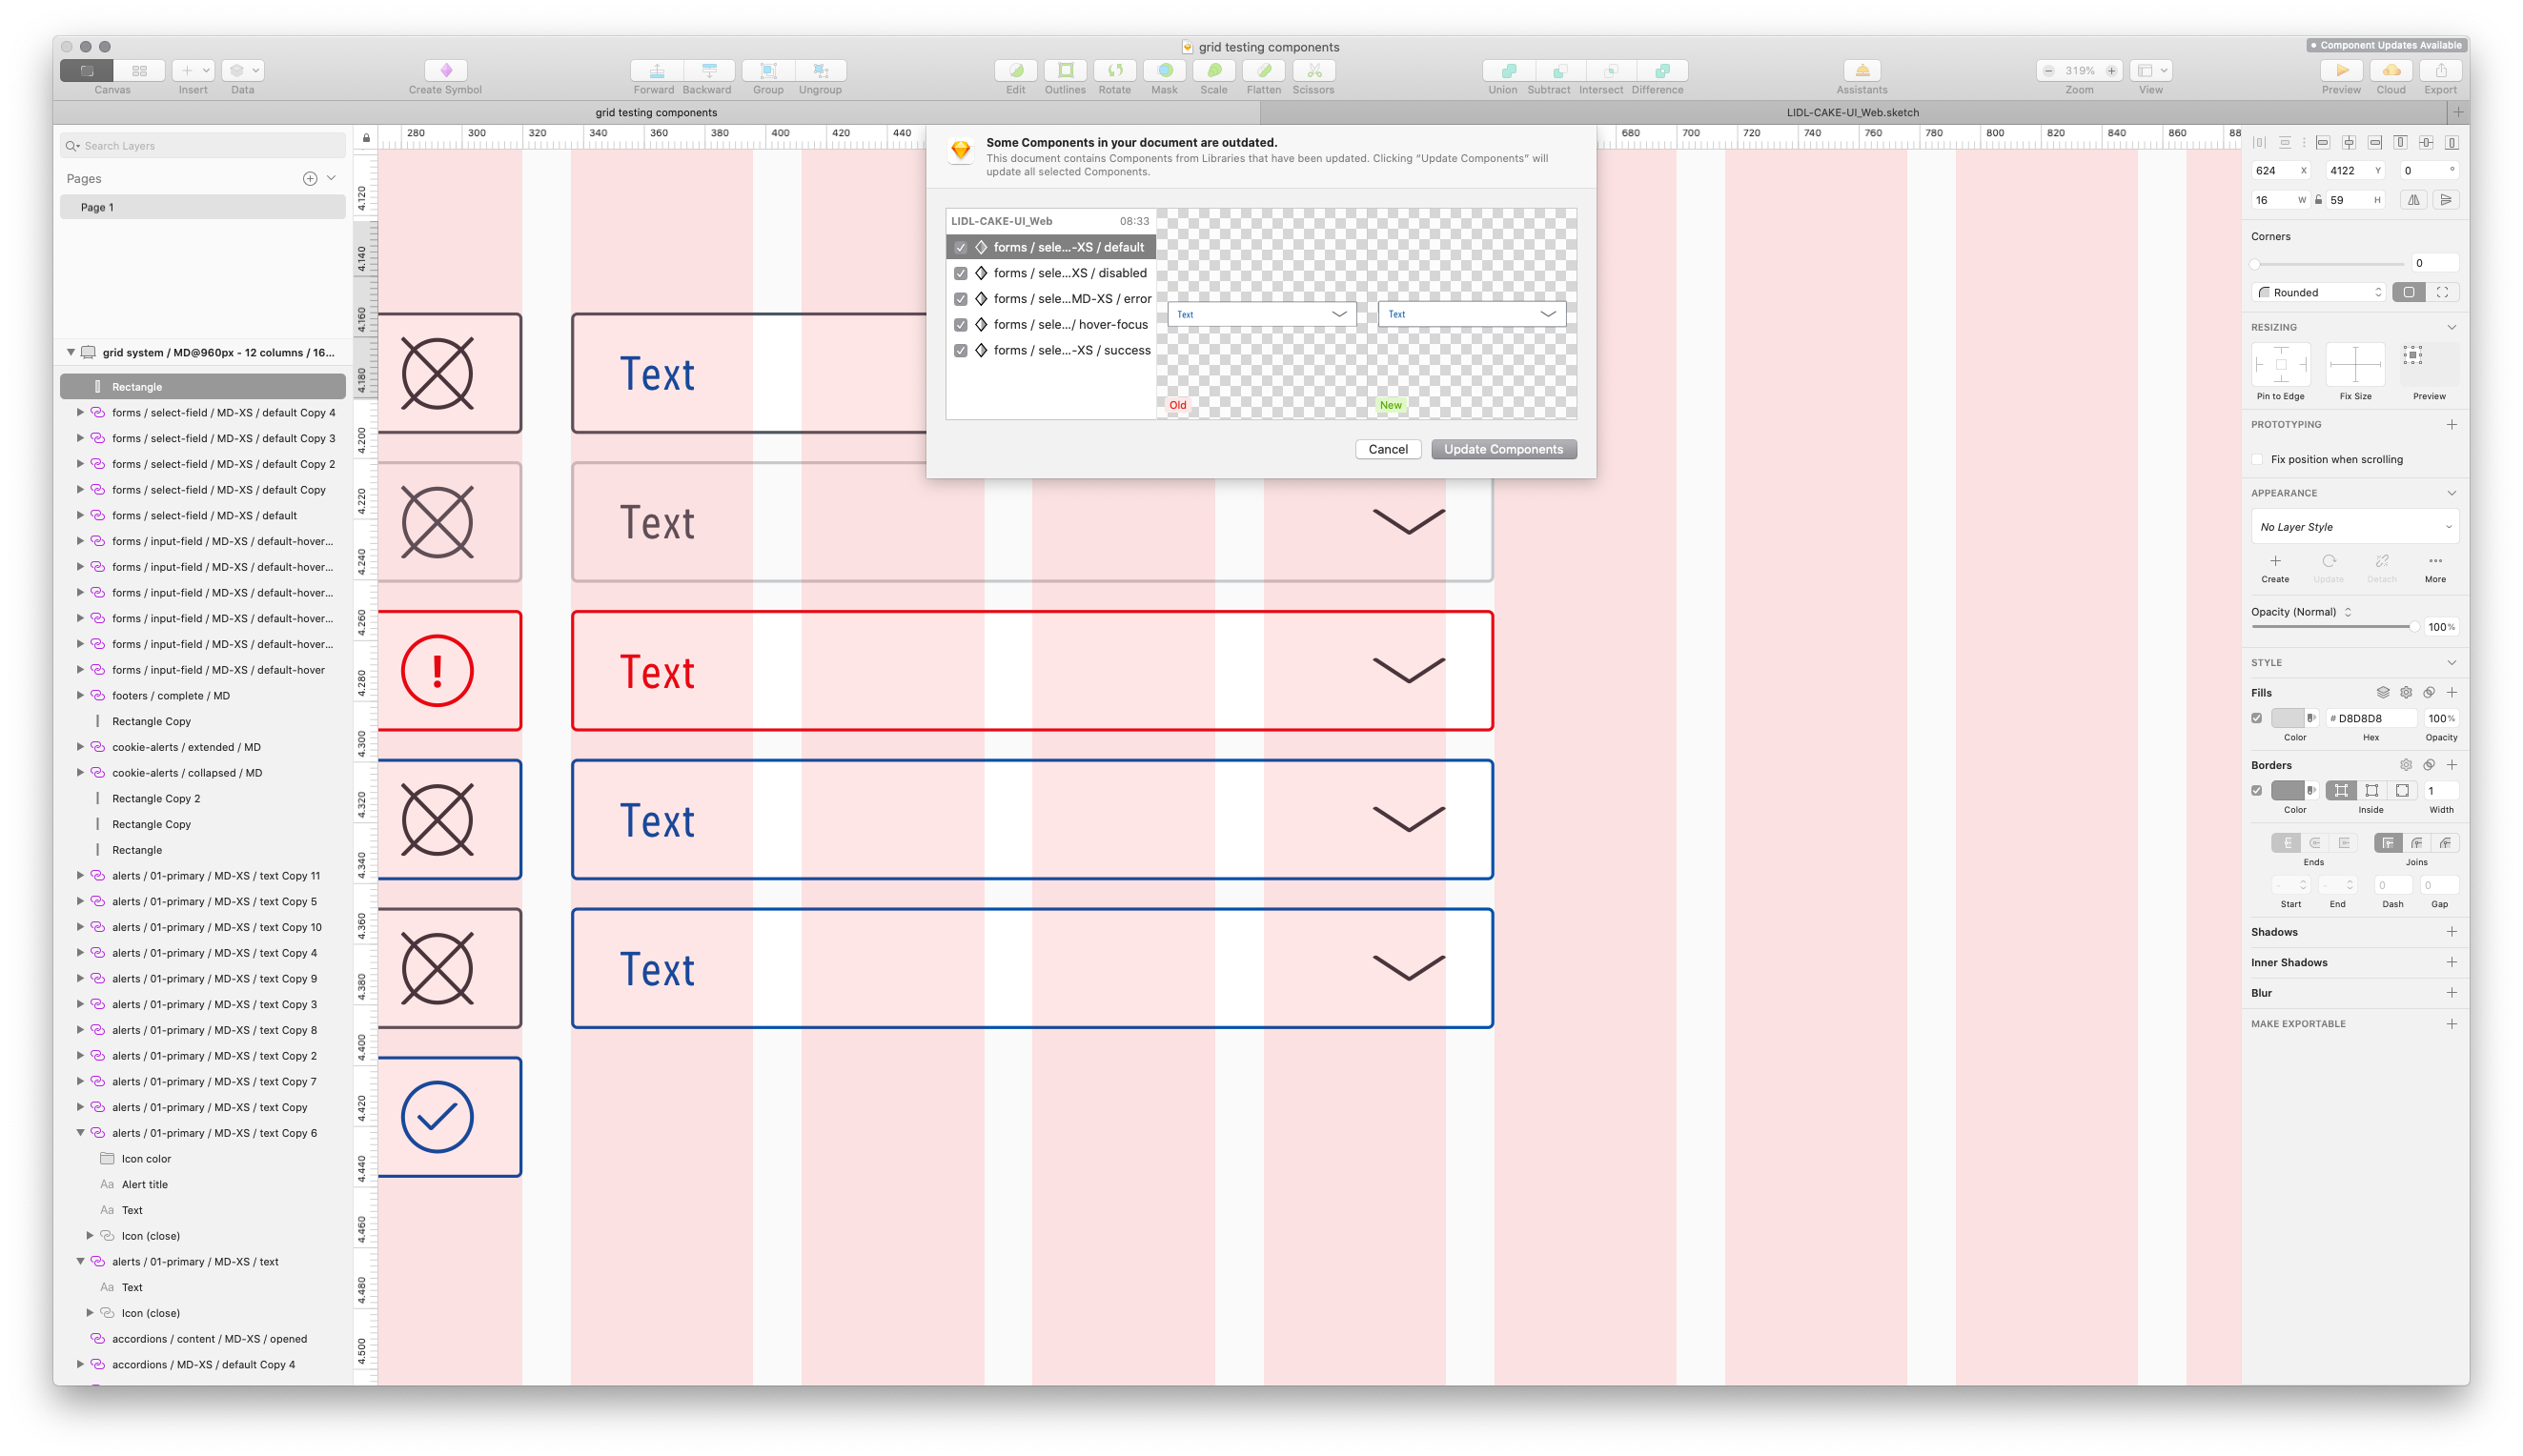 grid testing components
Component Updates Available
Canvas
Insert
Data
Create Symbol
Forward
Backward
Group
Ungroup
Edit
Outlines
Rotate
Mask
Scale
Flatten
Scissors
Union
Subtract
Intersect
Difference
Assistants
319%
Zoom
View
Preview
Cloud
Export
grid testing components
LIDL-CAKE-UI_Web.sketch
Search Layers
Pages
Page 1
grid system / MD@960px - 12 columns / 16...
Rectangle
forms / select-field / MD-XS / default Copy 4
forms / select-field / MD-XS / default Copy 3
forms / select-field / MD-XS / default Copy 2
forms / select-field / MD-XS / default Copy
forms / select-field / MD-XS / default
forms / input-field / MD-XS / default-hover...
forms / input-field / MD-XS / default-hover...
forms / input-field / MD-XS / default-hover...
forms / input-field / MD-XS / default-hover...
forms / input-field / MD-XS / default-hover...
forms / input-field / MD-XS / default-hover
footers / complete / MD
Rectangle Copy
cookie-alerts / extended / MD
cookie-alerts / collapsed / MD
Rectangle Copy 2
Rectangle Copy
Rectangle
alerts / 01-primary / MD-XS / text Copy 11
alerts / 01-primary / MD-XS / text Copy 5
alerts / 01-primary / MD-XS / text Copy 10
alerts / 01-primary / MD-XS / text Copy 4
alerts / 01-primary / MD-XS / text Copy 9
alerts / 01-primary / MD-XS / text Copy 3
alerts / 01-primary / MD-XS / text Copy 8
alerts / 01-primary / MD-XS / text Copy 2
alerts / 01-primary / MD-XS / text Copy 7
alerts / 01-primary / MD-XS / text Copy
alerts / 01-primary / MD-XS / text Copy 6
Icon color
Aa Alert title
Aa Text
Icon (close)
alerts / 01-primary / MD-XS / text
Aa Text
Icon (close)
accordions / content / MD-XS / opened
accordions / MD-XS / default Copy 4
280 300 320 340 360 380 400 420 440
680 700 720 740 760 780 800 820 840 860 88
4.120
4.140
4.160
4.180
4.200
4.220
4.240
4.260
4.280
4.300
4.320
4.340
4.360
4.380
4.400
4.420
4.440
4.460
4.480
4.500
Text
Text
Text
Text
Text
Some Components in your document are outdated.
This document contains Components from Libraries that have been updated. Clicking "Update Components" will
update all selected Components.
LIDL-CAKE-UI_Web 08:33
forms / sele...-XS / default
forms / sele...XS / disabled
forms / sele...MD-XS / error
forms / sele.../ hover-focus
forms / sele...-XS / success
Text
Text
Old
New
Cancel
Update Components
624 X
4122 Y
0 °
16 W
59 H
Corners
0
Rounded
RESIZING
Pin to Edge
Fix Size
Preview
PROTOTYPING
Fix position when scrolling
APPEARANCE
No Layer Style
Create
Update
Detach
More
Opacity (Normal)
100%
STYLE
Fills
# D8D8D8
100%
Color
Hex
Opacity
Borders
1
Color
Inside
Width
Ends
Joins
- - 0 0
Start
End
Dash
Gap
Shadows
Inner Shadows
Blur
MAKE EXPORTABLE